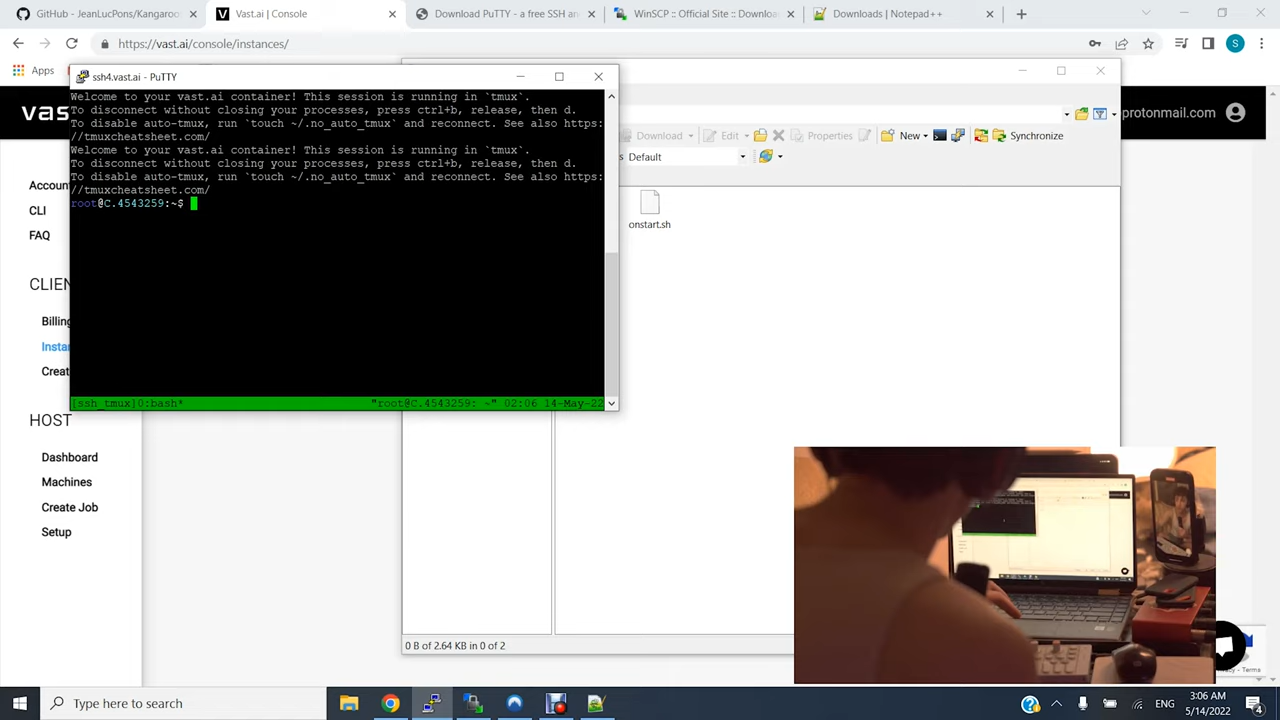 GitHub - JeanLucPons/Kangaroo
Vast.ai | Console
Download PuTTY - a free SSH and
WinSCP :: Official Site :: Downloa
Downloads | Notepad++
https://vast.ai/console/instances/
S
Apps
ssh4.vast.ai - PuTTY
Welcome to your vast.ai container! This session is running in `tmux`.
To disconnect without closing your processes, press ctrl+b, release, then d.
To disable auto-tmux, run `touch ~/.no_auto_tmux` and reconnect. See also https:
//tmuxcheatsheet.com/
Welcome to your vast.ai container! This session is running in `tmux`.
To disconnect without closing your processes, press ctrl+b, release, then d.
To disable auto-tmux, run `touch ~/.no_auto_tmux` and reconnect. See also https:
//tmuxcheatsheet.com/
root@C.4543259:~$
[ssh_tmux]0:bash* "root@C.4543259: ~" 02:06 14-May-22
vas
protonmail.com
Download Edit Properties New Synchronize
Default
onstart.sh
Accoun
CLI
FAQ
CLIEN
Billing
Instan
Creat
HOST
Dashboard
Machines
Create Job
Setup
0 B of 2.64 KB in 0 of 2
- Terms
Type here to search
ENG
3:06 AM
5/14/2022
4